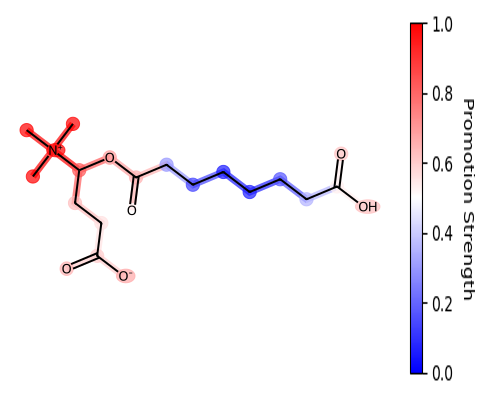 1.0
0.8
0.6
0.4
0.2
0.0
Promotion Strength
N⁺
O
O
O
OH
O
O⁻